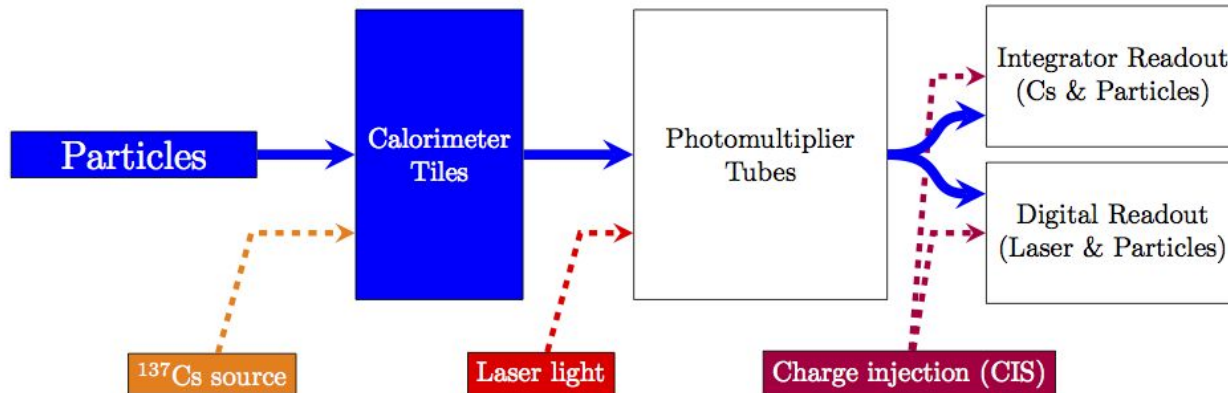 Particles
Calorimeter
Tiles
Photomultiplier
Tubes
Integrator Readout
(Cs & Particles)
Digital Readout
(Laser & Particles)
¹³⁷Cs source
Laser light
Charge injection (CIS)